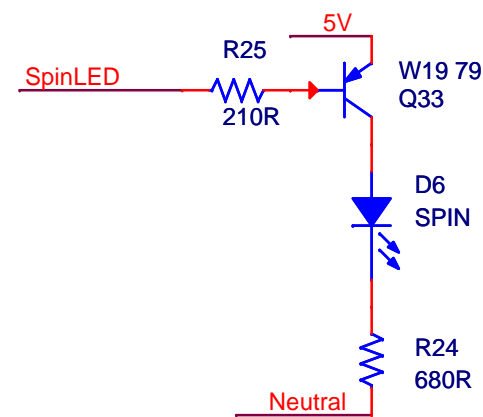 5V
R25
SpinLED
W19 79
Q33
210R
D6
SPIN
R24
680R
Neutral